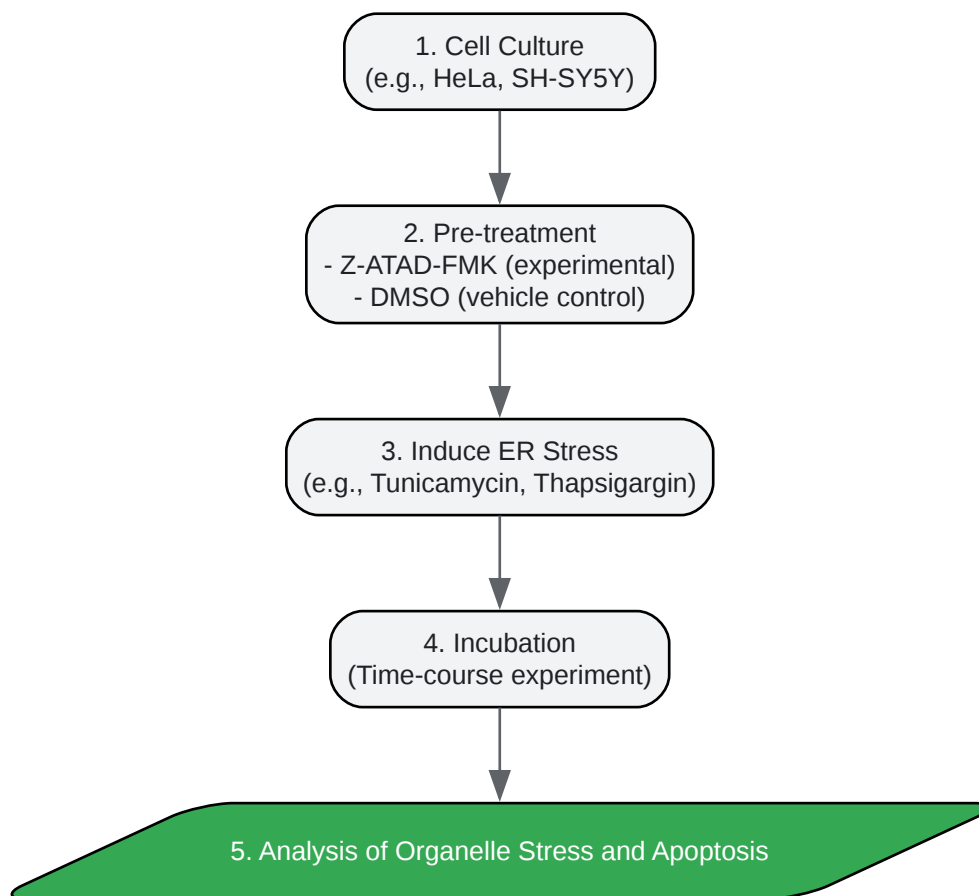 1. Cell Culture
(e.g., HeLa, SH-SY5Y)
2. Pre-treatment
- Z-ATAD-FMK (experimental)
- DMSO (vehicle control)
3. Induce ER Stress
(e.g., Tunicamycin, Thapsigargin)
4. Incubation
(Time-course experiment)
5. Analysis of Organelle Stress and Apoptosis